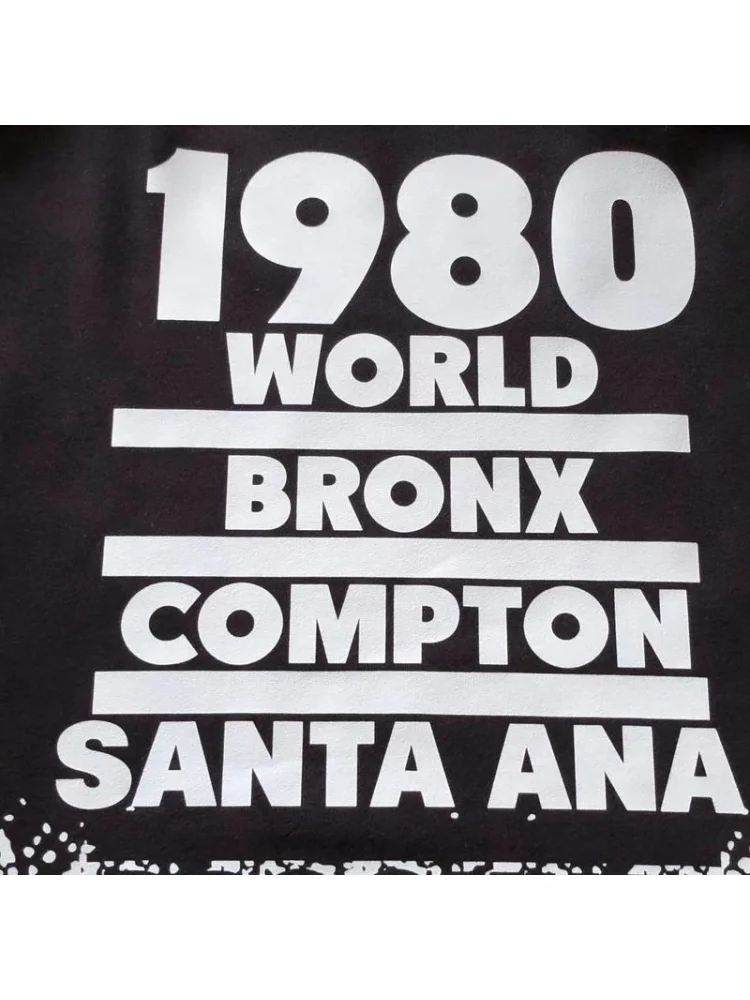 1980
WORLD
BRONX
COMPTON
SANTA ANA